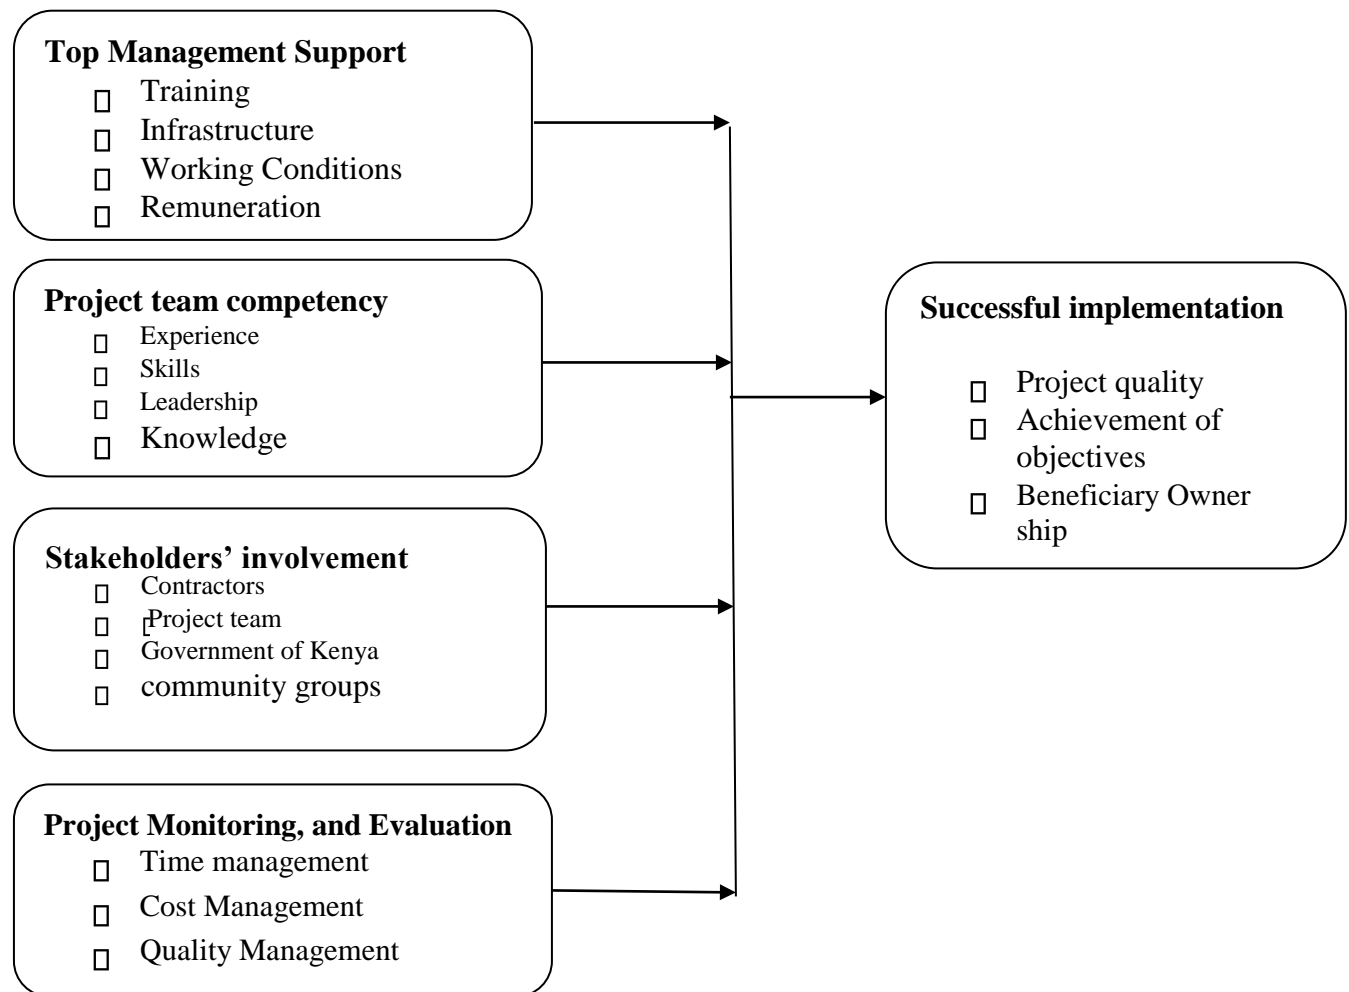 Top Management Support
Training
Infrastructure
Working Conditions
Remuneration
Project team competency
Experience
Skills
Leadership
Knowledge
Stakeholders’ involvement
Contractors
[Project team
Government of Kenya
community groups
Project Monitoring, and Evaluation
Time management
Cost Management
Quality Management
Successful implementation
Project quality
Achievement of
objectives
Beneficiary Owner
ship